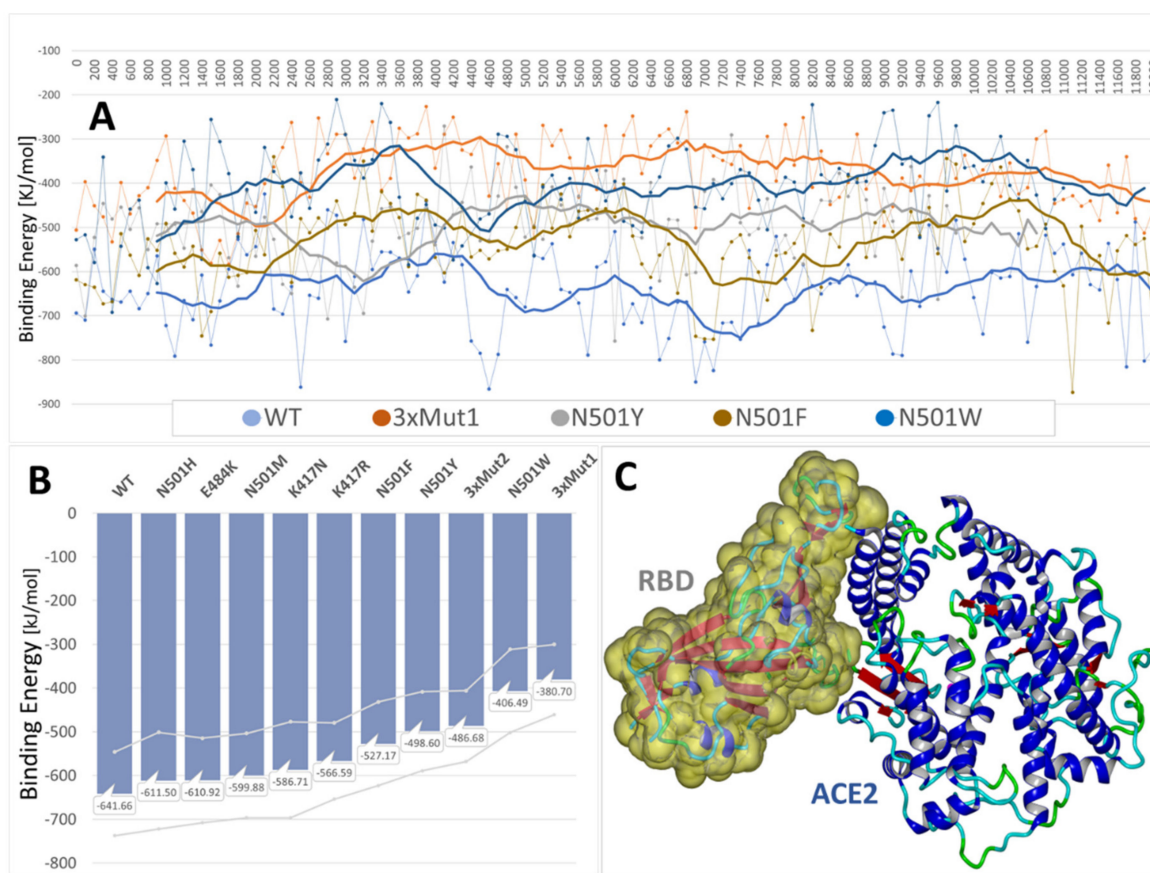 -100
0 200 400 600 800 1000 1200 1400 1600 1800 2000 2200 2400 2600 2800 3000 3200 3400 3600 3800 4000 4200 4400 4600 4800 5000 5200 5400 5600 5800 6000 6200 6400 6600 6800 7000 7200 7400 7600 7800 8000 8200 8400 8600 8800 9000 9200 9400 9600 9800 10000 10200 10400 10600 10800 11000 11200 11400 11600 11800
-200
A
-300
-400
-500
-600
-700
-800
-900
Binding Energy [KJ/mol]
WT 3xMut1 N501Y N501F N501W
B
WT N501H E484K N501M K417N K417R N501F N501Y 3xMut2 N501W 3xMut1
0
-100
-200
-300
-400
-500
-600
-700
-800
Binding Energy [kJ/mol]
-641.66 -611.50 -610.92 -599.88 -586.71 -566.59 -527.17 -498.60 -486.68 -406.49 -380.70
C
RBD
ACE2